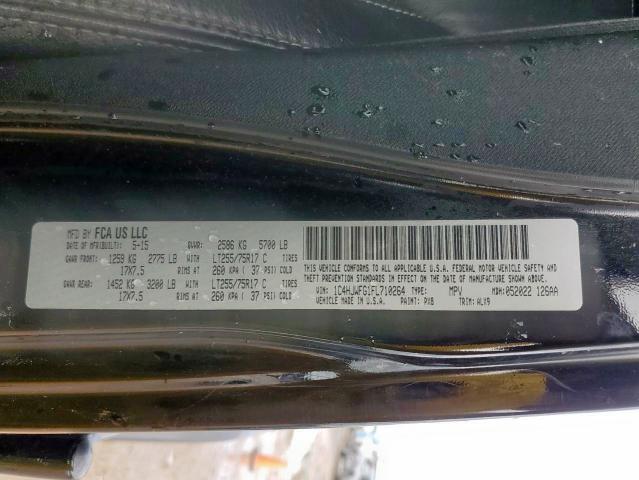 MFD BY FCA US LLC
DATE OF MFR(BUILT): 5-15 GVWR: 2586 KG 5700 LB
GAWR FRONT: 1259 KG 2775 LB WITH LT255/75R17 C TIRES
17X7.5 RIMS AT 260 KPA ( 37 PSI) COLD
GAWR REAR: 1452 KG 3200 LB WITH LT255/75R17 C TIRES
17X7.5 RIMS AT 260 KPA ( 37 PSI) COLD
THIS VEHICLE CONFORMS TO ALL APPLICABLE U.S.A. FEDERAL MOTOR VEHICLE SAFETY,
BUMPER, AND THEFT PREVENTION STANDARDS IN EFFECT ON THE DATE OF
MANUFACTURE SHOWN ABOVE.
VIN: 1C4HJWFG1FL710264 TYPE: MPV MDH: 052022 126AA
VEHICLE MADE IN U.S.A. PAINT: PX8 TRIM: ALX9